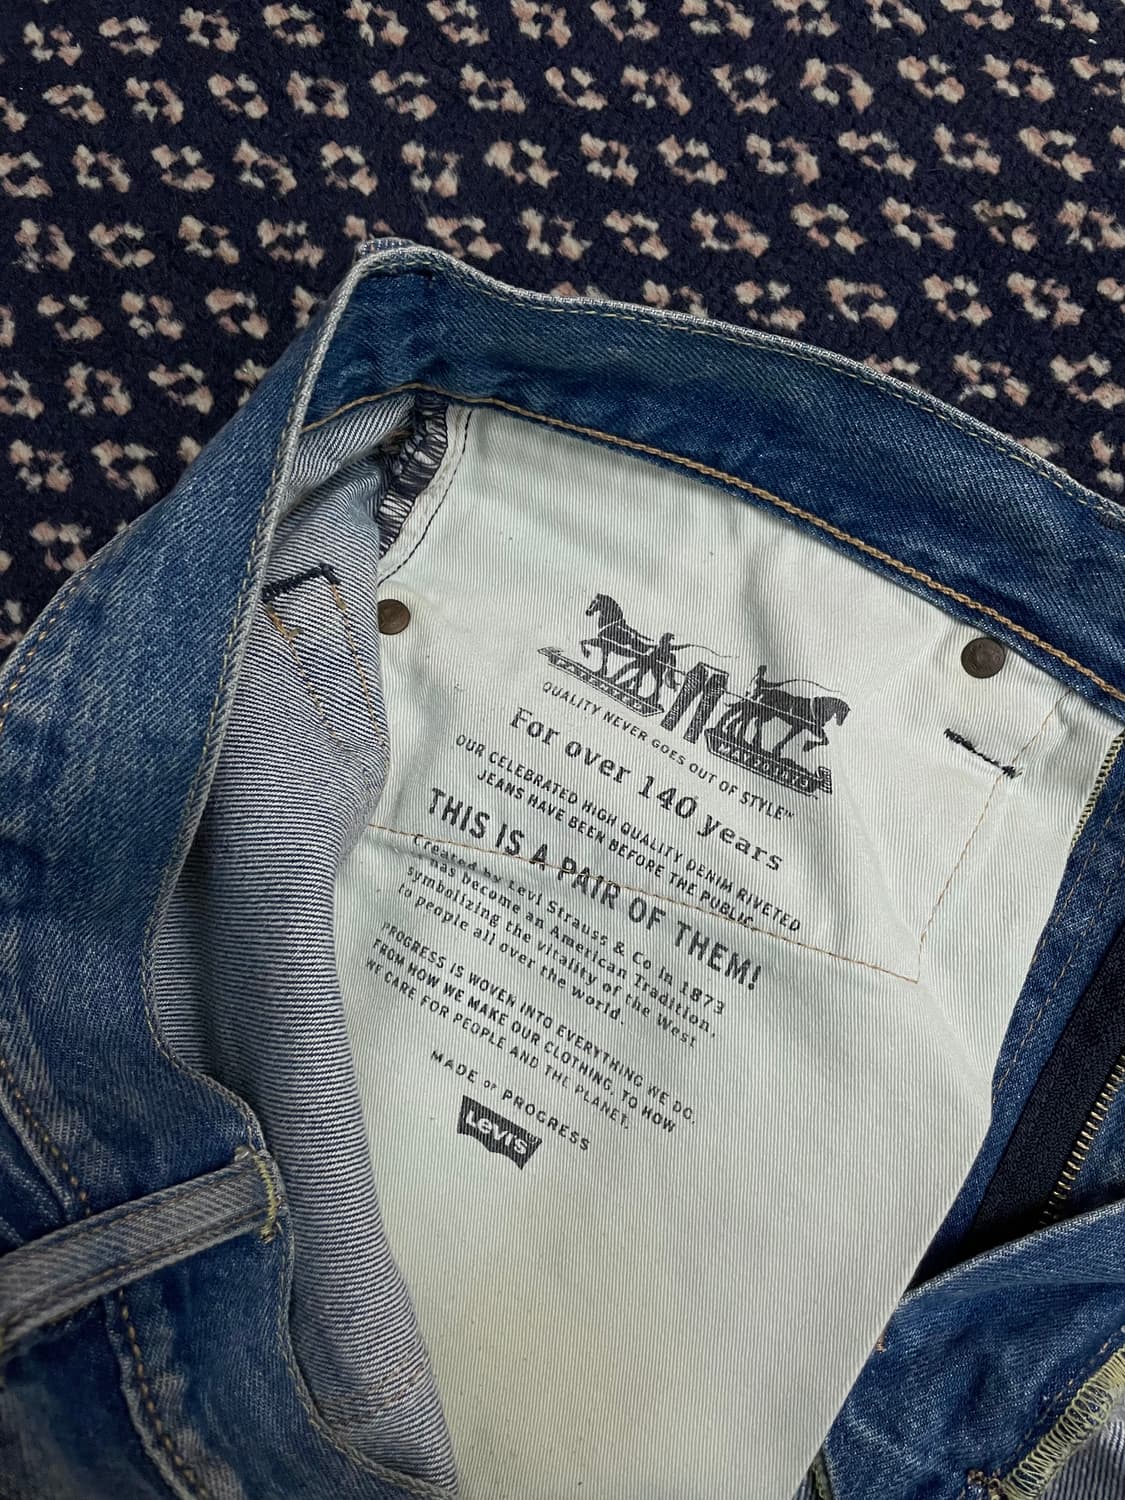 QUALITY NEVER GOES OUT OF STYLE™
For over 140 years
OUR CELEBRATED HIGH QUALITY DENIM RIVETED
JEANS HAVE BEEN BEFORE THE PUBLIC
THIS IS A PAIR OF THEM!
Created by Levi Strauss & Co in 1873
it has become an American Tradition,
symbolizing the vitality of the West
to people all over the world.
PROGRESS IS WOVEN INTO EVERYTHING WE DO,
FROM HOW WE MAKE OUR CLOTHING, TO HOW
WE CARE FOR PEOPLE AND THE PLANET.
MADE OF PROGRESS
Levi's